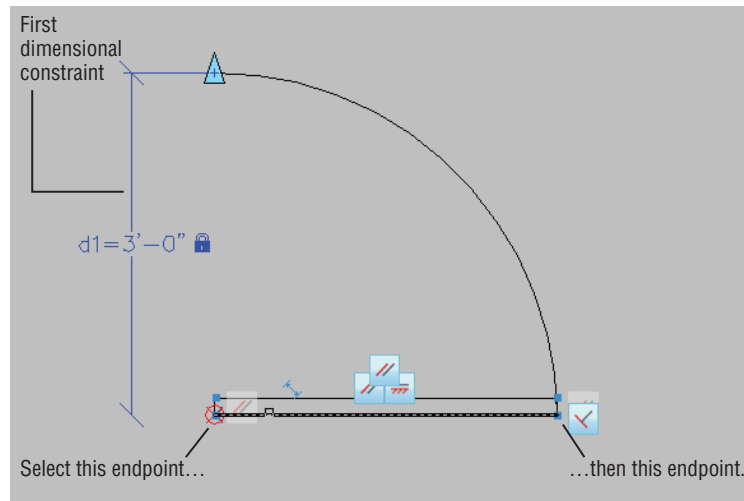 First
dimensional
constraint
d1=3'-0"
Select this endpoint…
…then this endpoint.